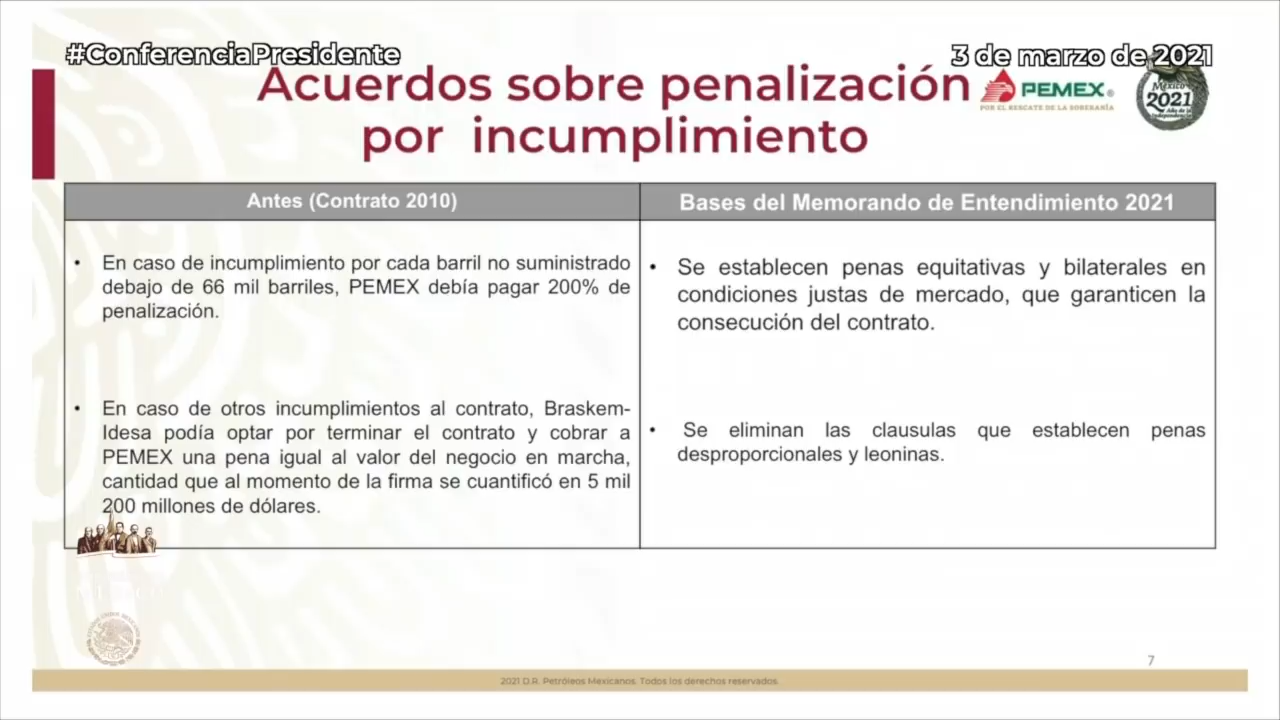 #ConferenciaPresidente
3 de marzo de 2021
Acuerdos sobre penalización
por incumplimiento
PEMEX®
POR EL RESCATE DE LA SOBERANÍA
México
2021
Antes (Contrato 2010)
Bases del Memorando de Entendimiento 2021
• En caso de incumplimiento por cada barril no suministrado
debajo de 66 mil barriles, PEMEX debía pagar 200% de
penalización.
• En caso de otros incumplimientos al contrato, Braskem-
Idesa podía optar por terminar el contrato y cobrar a
PEMEX una pena igual al valor del negocio en marcha,
cantidad que al momento de la firma se cuantificó en 5 mil
200 millones de dólares.
• Se establecen penas equitativas y bilaterales en
condiciones justas de mercado, que garanticen la
consecución del contrato.
• Se eliminan las clausulas que establecen penas
desproporcionales y leoninas.
7
2021 D.R. Petróleos Mexicanos. Todos los derechos reservados.